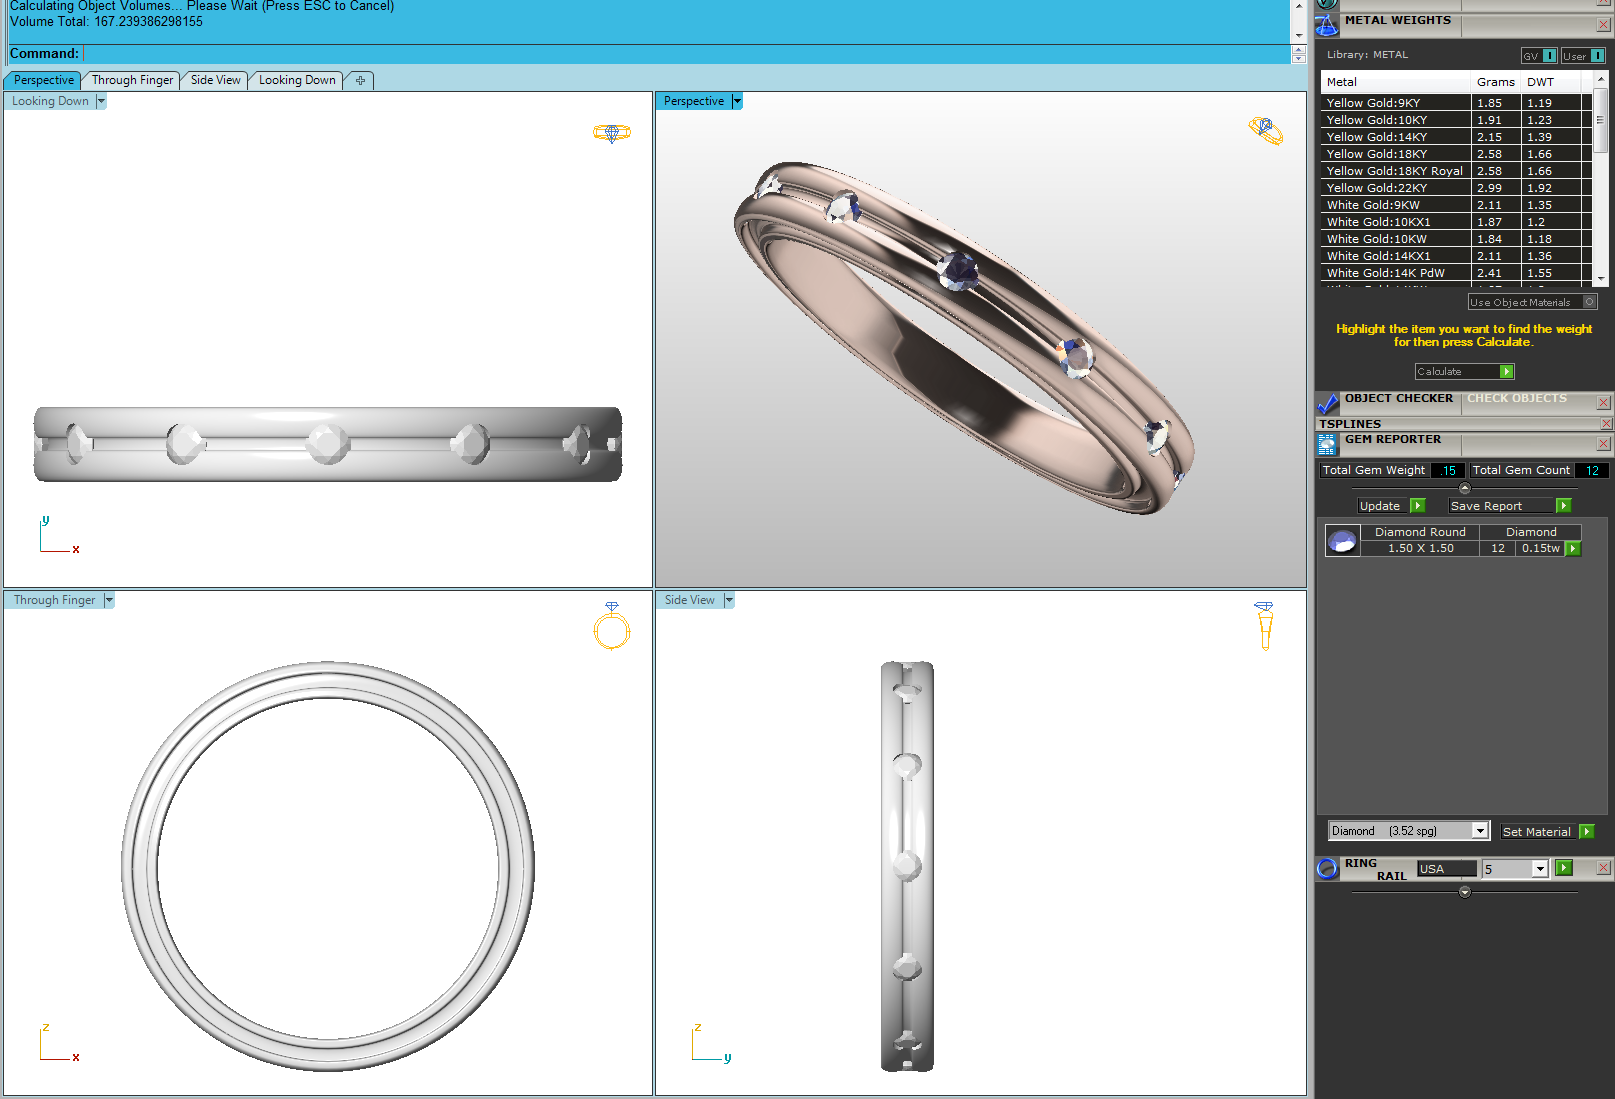 Calculating Object Volumes... Please Wait (Press ESC to Cancel)
Volume Total: 167.239386298155
Command:
Perspective Through Finger Side View Looking Down
Looking Down
y
x
Perspective
Through Finger
z
x
Side View
z
y
METAL WEIGHTS
Library: METAL GV I User I
Metal Grams DWT
Yellow Gold:9KY 1.85 1.19
Yellow Gold:10KY 1.91 1.23
Yellow Gold:14KY 2.15 1.39
Yellow Gold:18KY 2.58 1.66
Yellow Gold:18KY Royal 2.58 1.66
Yellow Gold:22KY 2.99 1.92
White Gold:9KW 2.11 1.35
White Gold:10KX1 1.87 1.2
White Gold:10KW 1.84 1.18
White Gold:14KX1 2.11 1.36
White Gold:14K PdW 2.41 1.55
Use Object Materials
Highlight the item you want to find the weight
for then press Calculate.
Calculate
OBJECT CHECKER CHECK OBJECTS
TSPLINES
GEM REPORTER
Total Gem Weight .15 Total Gem Count 12
Update Save Report
Diamond Round Diamond
1.50 X 1.50 12 0.15tw
Diamond (3.52 spg) Set Material
RING RAIL USA 5